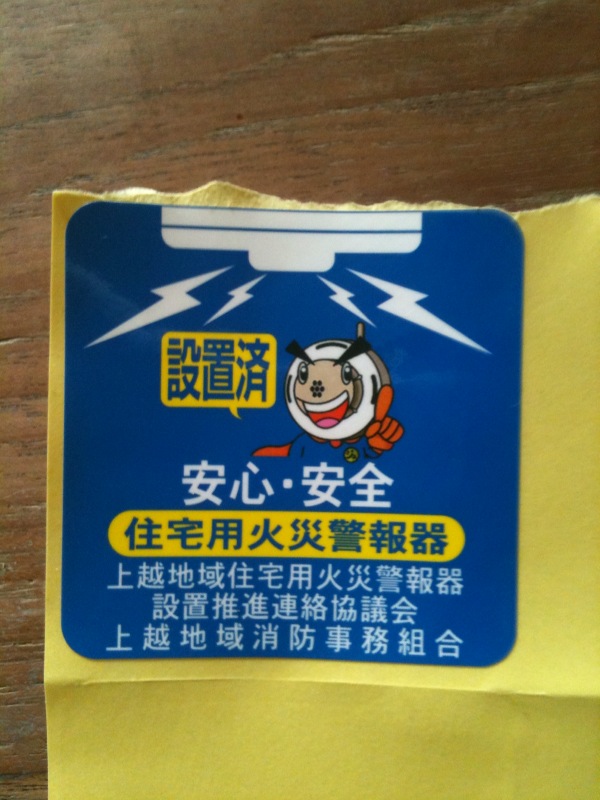 設置済
安心・安全
住宅用火災警報器
上越地域住宅用火災警報器
設置推進連絡協議会
上越地域消防事務組合